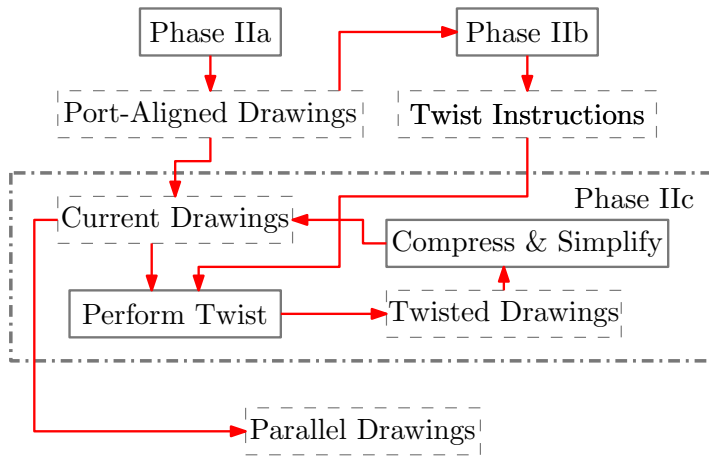 Phase IIa
Phase IIb
Port-Aligned Drawings
Twist Instructions
Phase IIc
Current Drawings
Compress & Simplify
Perform Twist
Twisted Drawings
Parallel Drawings